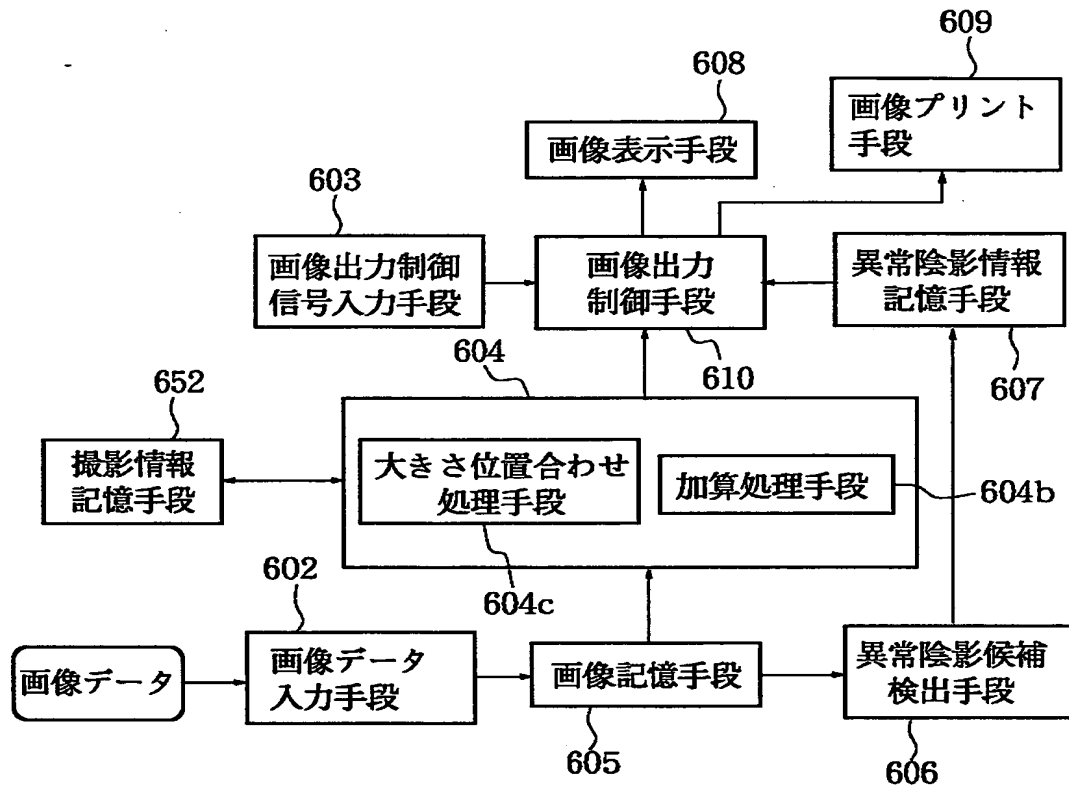 609
608
画像プリント
手段
画像表示手段
603
画像出力制御
信号入力手段
画像出力
制御手段
異常陰影情報
記憶手段
604
610
607
652
撮影情報
記憶手段
大きさ位置合わせ
処理手段
加算処理手段
604b
602
604c
画像データ
画像データ
入力手段
画像記憶手段
異常陰影候補
検出手段
605
606